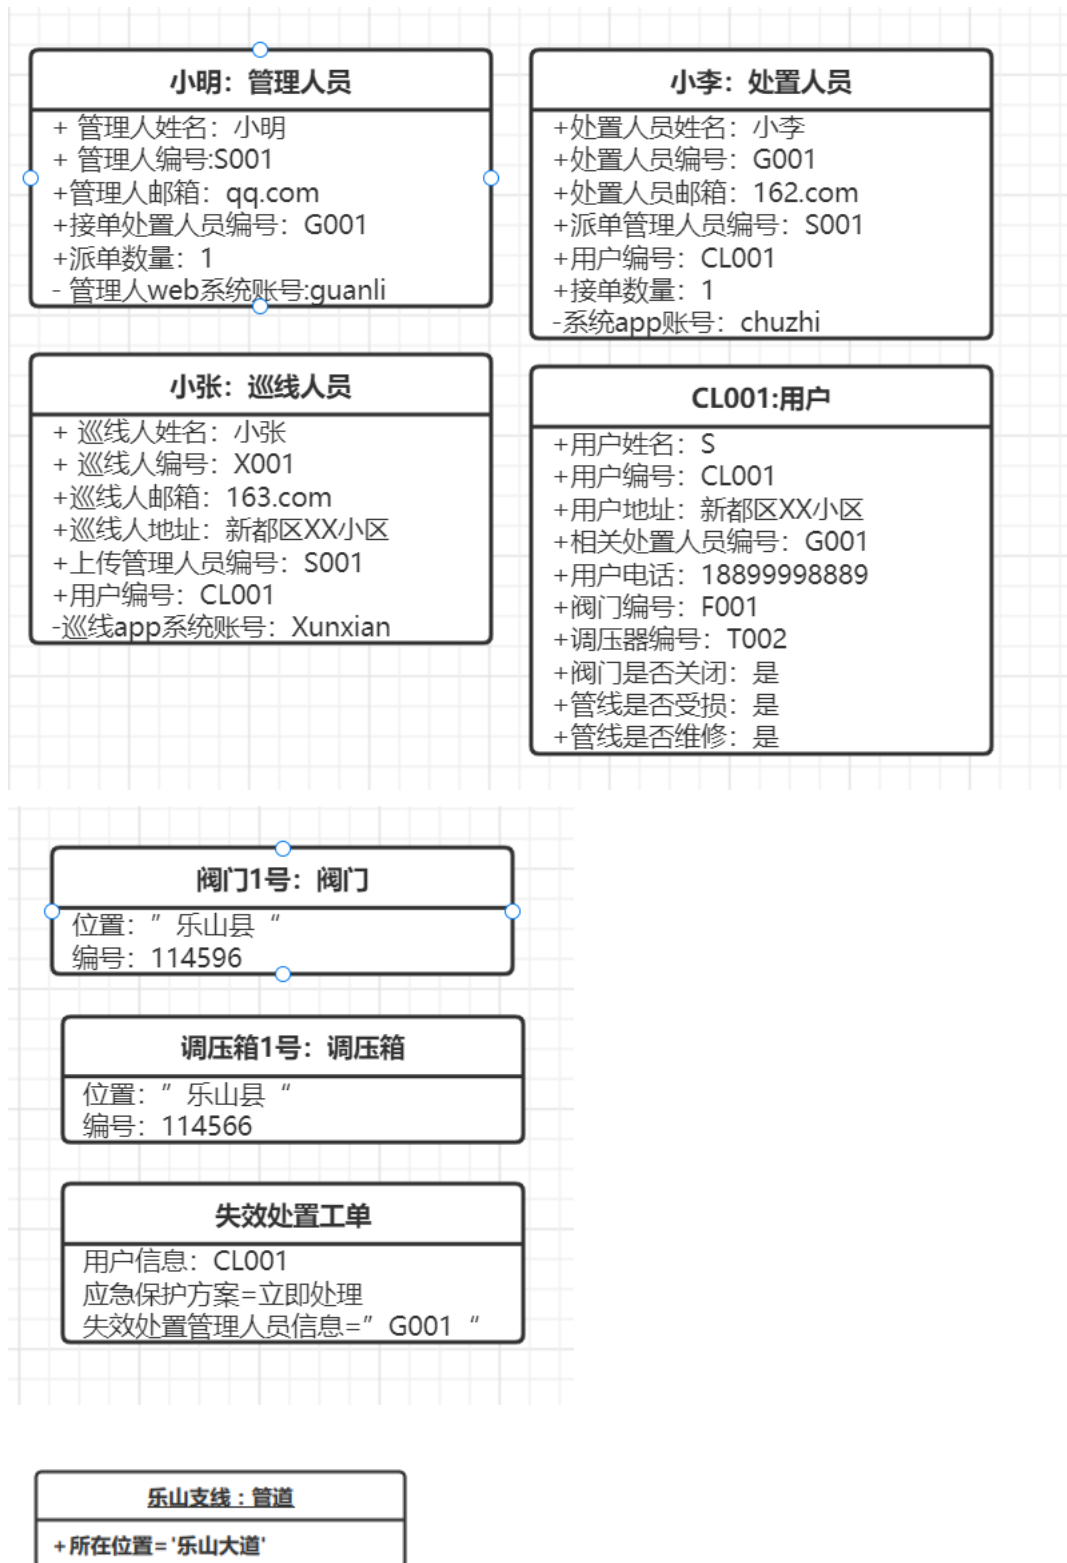 小明：管理人员
+ 管理人姓名：小明
+ 管理人编号:S001
+管理人邮箱：qq.com
+接单处置人员编号：G001
+派单数量：1
- 管理人web系统账号:guanli
小李：处置人员
+处置人员姓名：小李
+处置人员编号：G001
+处置人员邮箱：162.com
+派单管理人员编号：S001
+用户编号：CL001
+接单数量：1
-系统app账号：chuzhi
小张：巡线人员
+ 巡线人姓名：小张
+ 巡线人编号：X001
+巡线人邮箱：163.com
+巡线人地址：新都区XX小区
+上传管理人员编号：S001
+用户编号：CL001
-巡线app系统账号：Xunxian
CL001:用户
+用户姓名：S
+用户编号：CL001
+用户地址：新都区XX小区
+相关处置人员编号：G001
+用户电话：18899998889
+阀门编号：F001
+调压器编号：T002
+阀门是否关闭：是
+管线是否受损：是
+管线是否维修：是
阀门1号：阀门
位置：”乐山县“
编号：114596
调压箱1号：调压箱
位置：”乐山县“
编号：114566
失效处置工单
用户信息：CL001
应急保护方案=立即处理
失效处置管理人员信息=”G001“
乐山支线：管道
+所在位置='乐山大道'